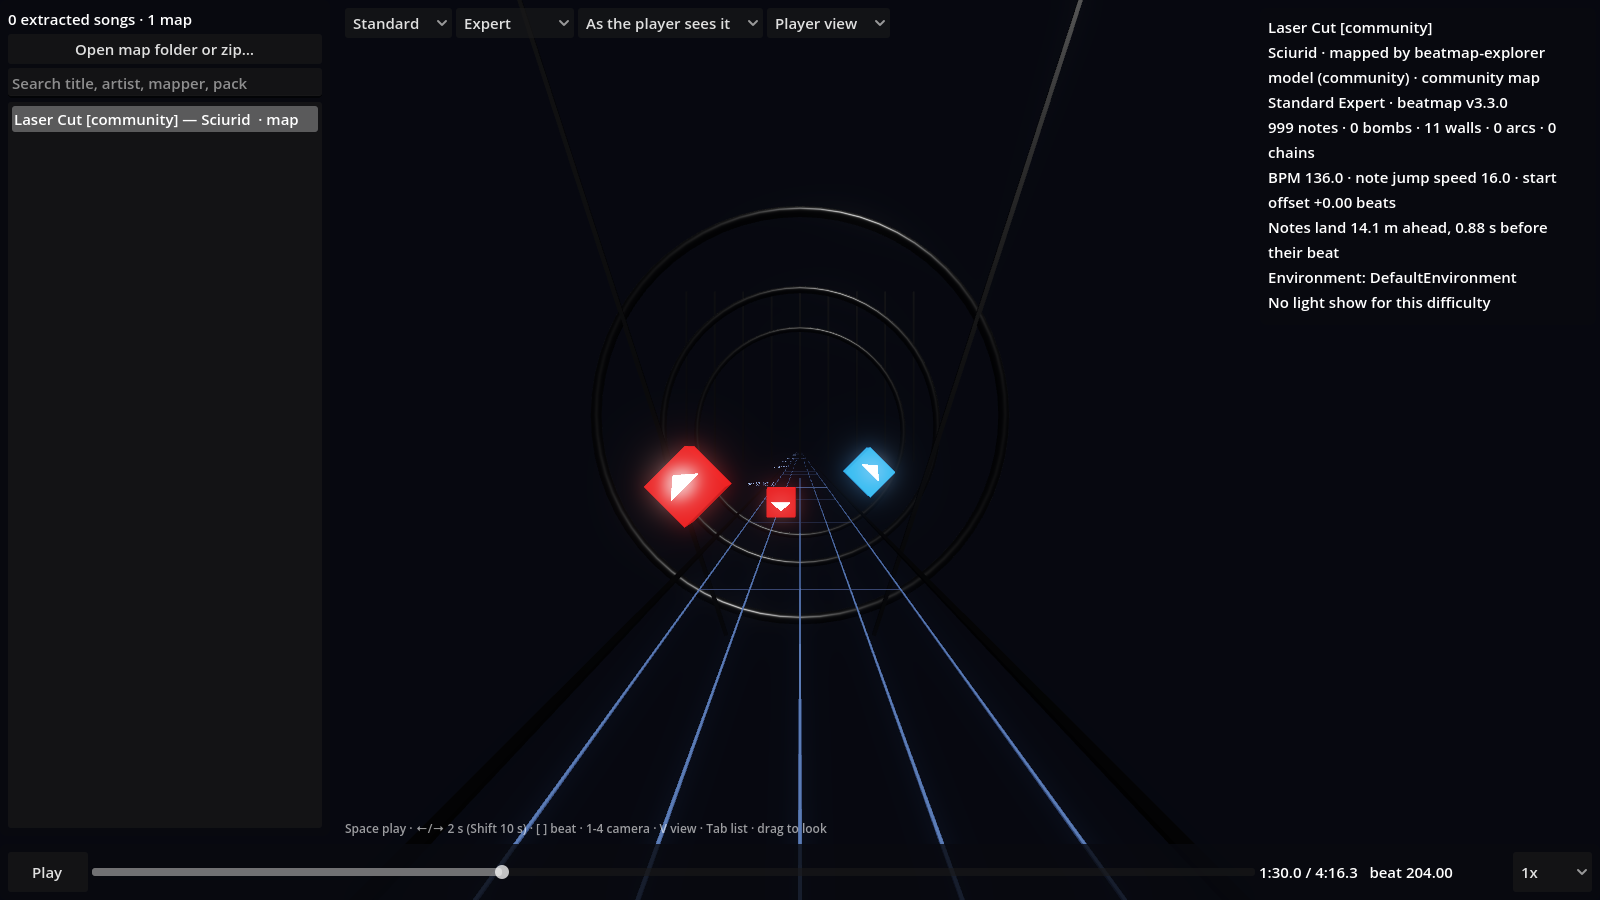 0 extracted songs · 1 map
Open map folder or zip...
Search title, artist, mapper, pack
Laser Cut [community] — Sciurid · map
Standard
Expert
As the player sees it
Player view
Laser Cut [community]
Sciurid · mapped by beatmap-explorer
model (community) · community map
Standard Expert · beatmap v3.3.0
999 notes · 0 bombs · 11 walls · 0 arcs · 0
chains
BPM 136.0 · note jump speed 16.0 · start
offset +0.00 beats
Notes land 14.1 m ahead, 0.88 s before
their beat
Environment: DefaultEnvironment
No light show for this difficulty
Space play · ←/→ 2 s (Shift 10 s) · [ ] beat · 1-4 camera · V view · Tab list · drag to look
Play
1:30.0 / 4:16.3 beat 204.00
1x